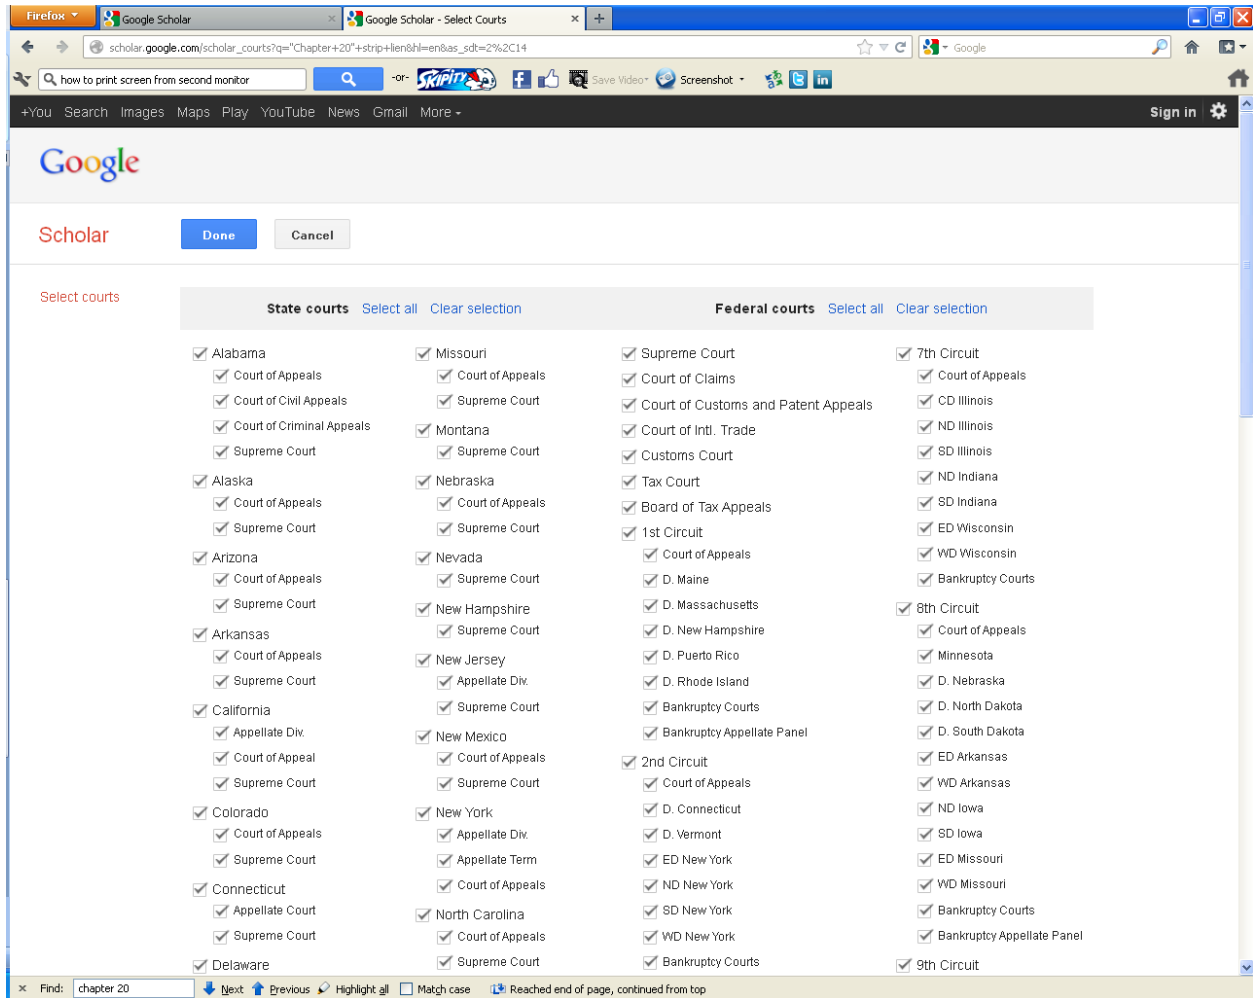 Firefox
Google Scholar
Google Scholar - Select Courts
scholar.google.com/scholar_courts?q="Chapter+20"+strip+lien&hl=en&as_sdt=2%2C14
Google
how to print screen from second monitor
-or- SKIPITY Save Video Screenshot
+You Search Images Maps Play YouTube News Gmail More
Sign in
Google
Scholar
Done Cancel
Select courts
State courts Select all Clear selection
Federal courts Select all Clear selection
Alabama
Court of Appeals
Court of Civil Appeals
Court of Criminal Appeals
Supreme Court
Alaska
Court of Appeals
Supreme Court
Arizona
Court of Appeals
Supreme Court
Arkansas
Court of Appeals
Supreme Court
California
Appellate Div.
Court of Appeal
Supreme Court
Colorado
Court of Appeals
Supreme Court
Connecticut
Appellate Court
Supreme Court
Delaware
Missouri
Court of Appeals
Supreme Court
Montana
Supreme Court
Nebraska
Court of Appeals
Supreme Court
Nevada
Supreme Court
New Hampshire
Supreme Court
New Jersey
Appellate Div.
Supreme Court
New Mexico
Court of Appeals
Supreme Court
New York
Appellate Div.
Appellate Term
Court of Appeals
North Carolina
Court of Appeals
Supreme Court
Supreme Court
Court of Claims
Court of Customs and Patent Appeals
Court of Intl. Trade
Customs Court
Tax Court
Board of Tax Appeals
1st Circuit
Court of Appeals
D. Maine
D. Massachusetts
D. New Hampshire
D. Puerto Rico
D. Rhode Island
Bankruptcy Courts
Bankruptcy Appellate Panel
2nd Circuit
Court of Appeals
D. Connecticut
D. Vermont
ED New York
ND New York
SD New York
WD New York
Bankruptcy Courts
7th Circuit
Court of Appeals
CD Illinois
ND Illinois
SD Illinois
ND Indiana
SD Indiana
ED Wisconsin
WD Wisconsin
Bankruptcy Courts
8th Circuit
Court of Appeals
Minnesota
D. Nebraska
D. North Dakota
D. South Dakota
ED Arkansas
WD Arkansas
ND Iowa
SD Iowa
ED Missouri
WD Missouri
Bankruptcy Courts
Bankruptcy Appellate Panel
9th Circuit
Find: chapter 20 Next Previous Highlight all Match case Reached end of page, continued from top